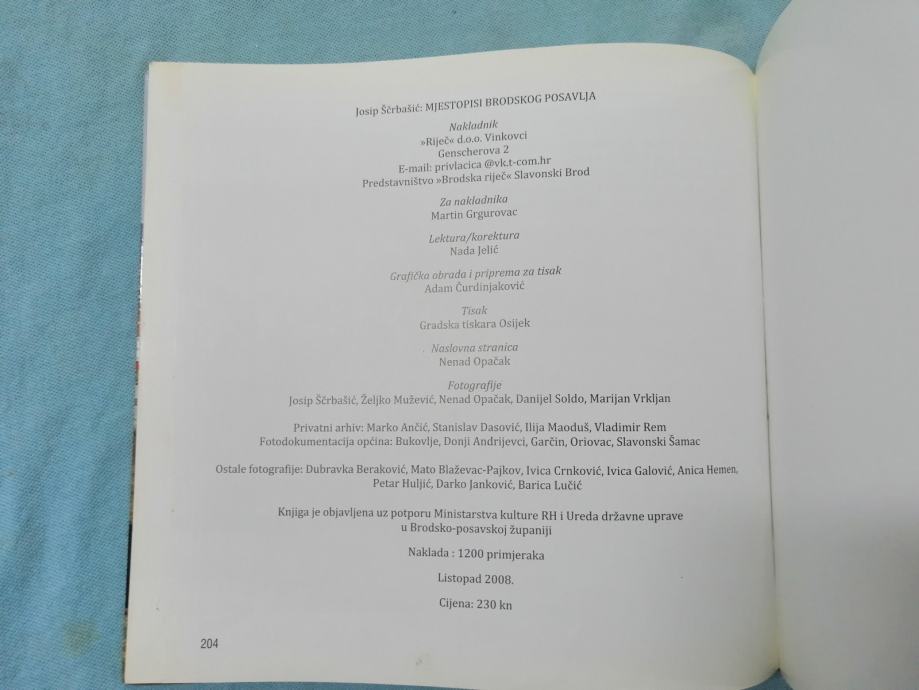 Josip Ščrbašić: MJESTOPISI BRODSKOG POSAVLJA
Nakladnik
»Riječ« d.o.o. Vinkovci
Genscherova 2
E-mail: privlacica @vk.t-com.hr
Predstavništvo »Brodska riječ« Slavonski Brod
Za nakladnika
Martin Grgurovac
Lektura/korektura
Nada Jelić
Grafička obrada i priprema za tisak
Adam Čurdinjaković
Tisak
Gradska tiskara Osijek
Naslovna stranica
Nenad Opačak
Fotografije
Josip Ščrbašić, Željko Mužević, Nenad Opačak, Danijel Soldo, Marijan Vrkljan
Privatni arhiv: Marko Ančić, Stanislav Dasović, Ilija Maoduš, Vladimir Rem
Fotodokumentacija općina: Bukovlje, Donji Andrijevci, Garčin, Oriovac, Slavonski Šamac
Ostale fotografije: Dubravka Beraković, Mato Blaževac-Pajkov, Ivica Crnković, Ivica Galović, Anica Hemen,
Petar Huljić, Darko Janković, Barica Lučić
Knjiga je objavljena uz potporu Ministarstva kulture RH i Ureda državne uprave
u Brodsko-posavskoj županiji
Naklada : 1200 primjeraka
Listopad 2008.
Cijena: 230 kn
204